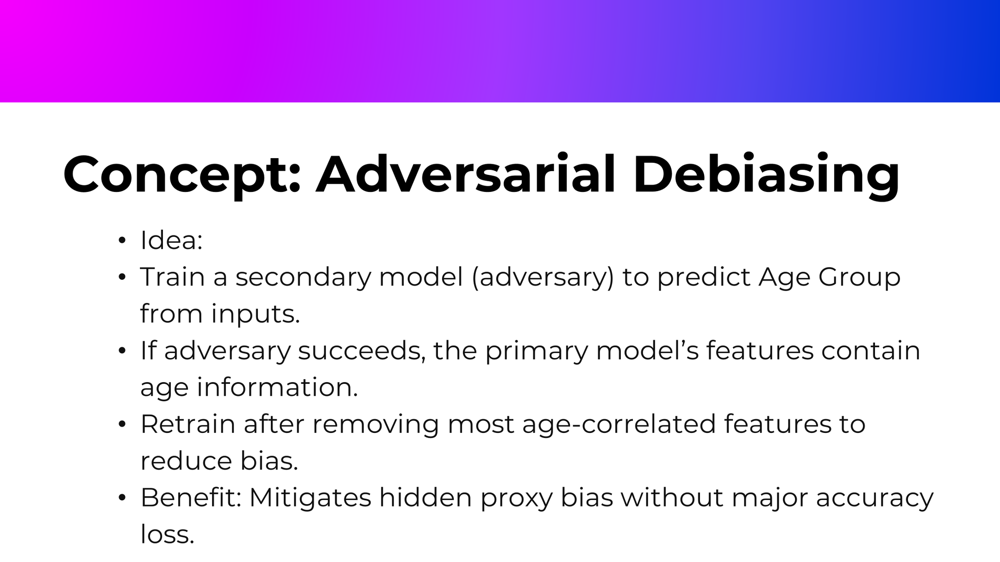 Concept: Adversarial Debiasing
• Idea:
• Train a secondary model (adversary) to predict Age Group
from inputs.
• If adversary succeeds, the primary model’s features contain
age information.
• Retrain after removing most age-correlated features to
reduce bias.
• Benefit: Mitigates hidden proxy bias without major accuracy
loss.